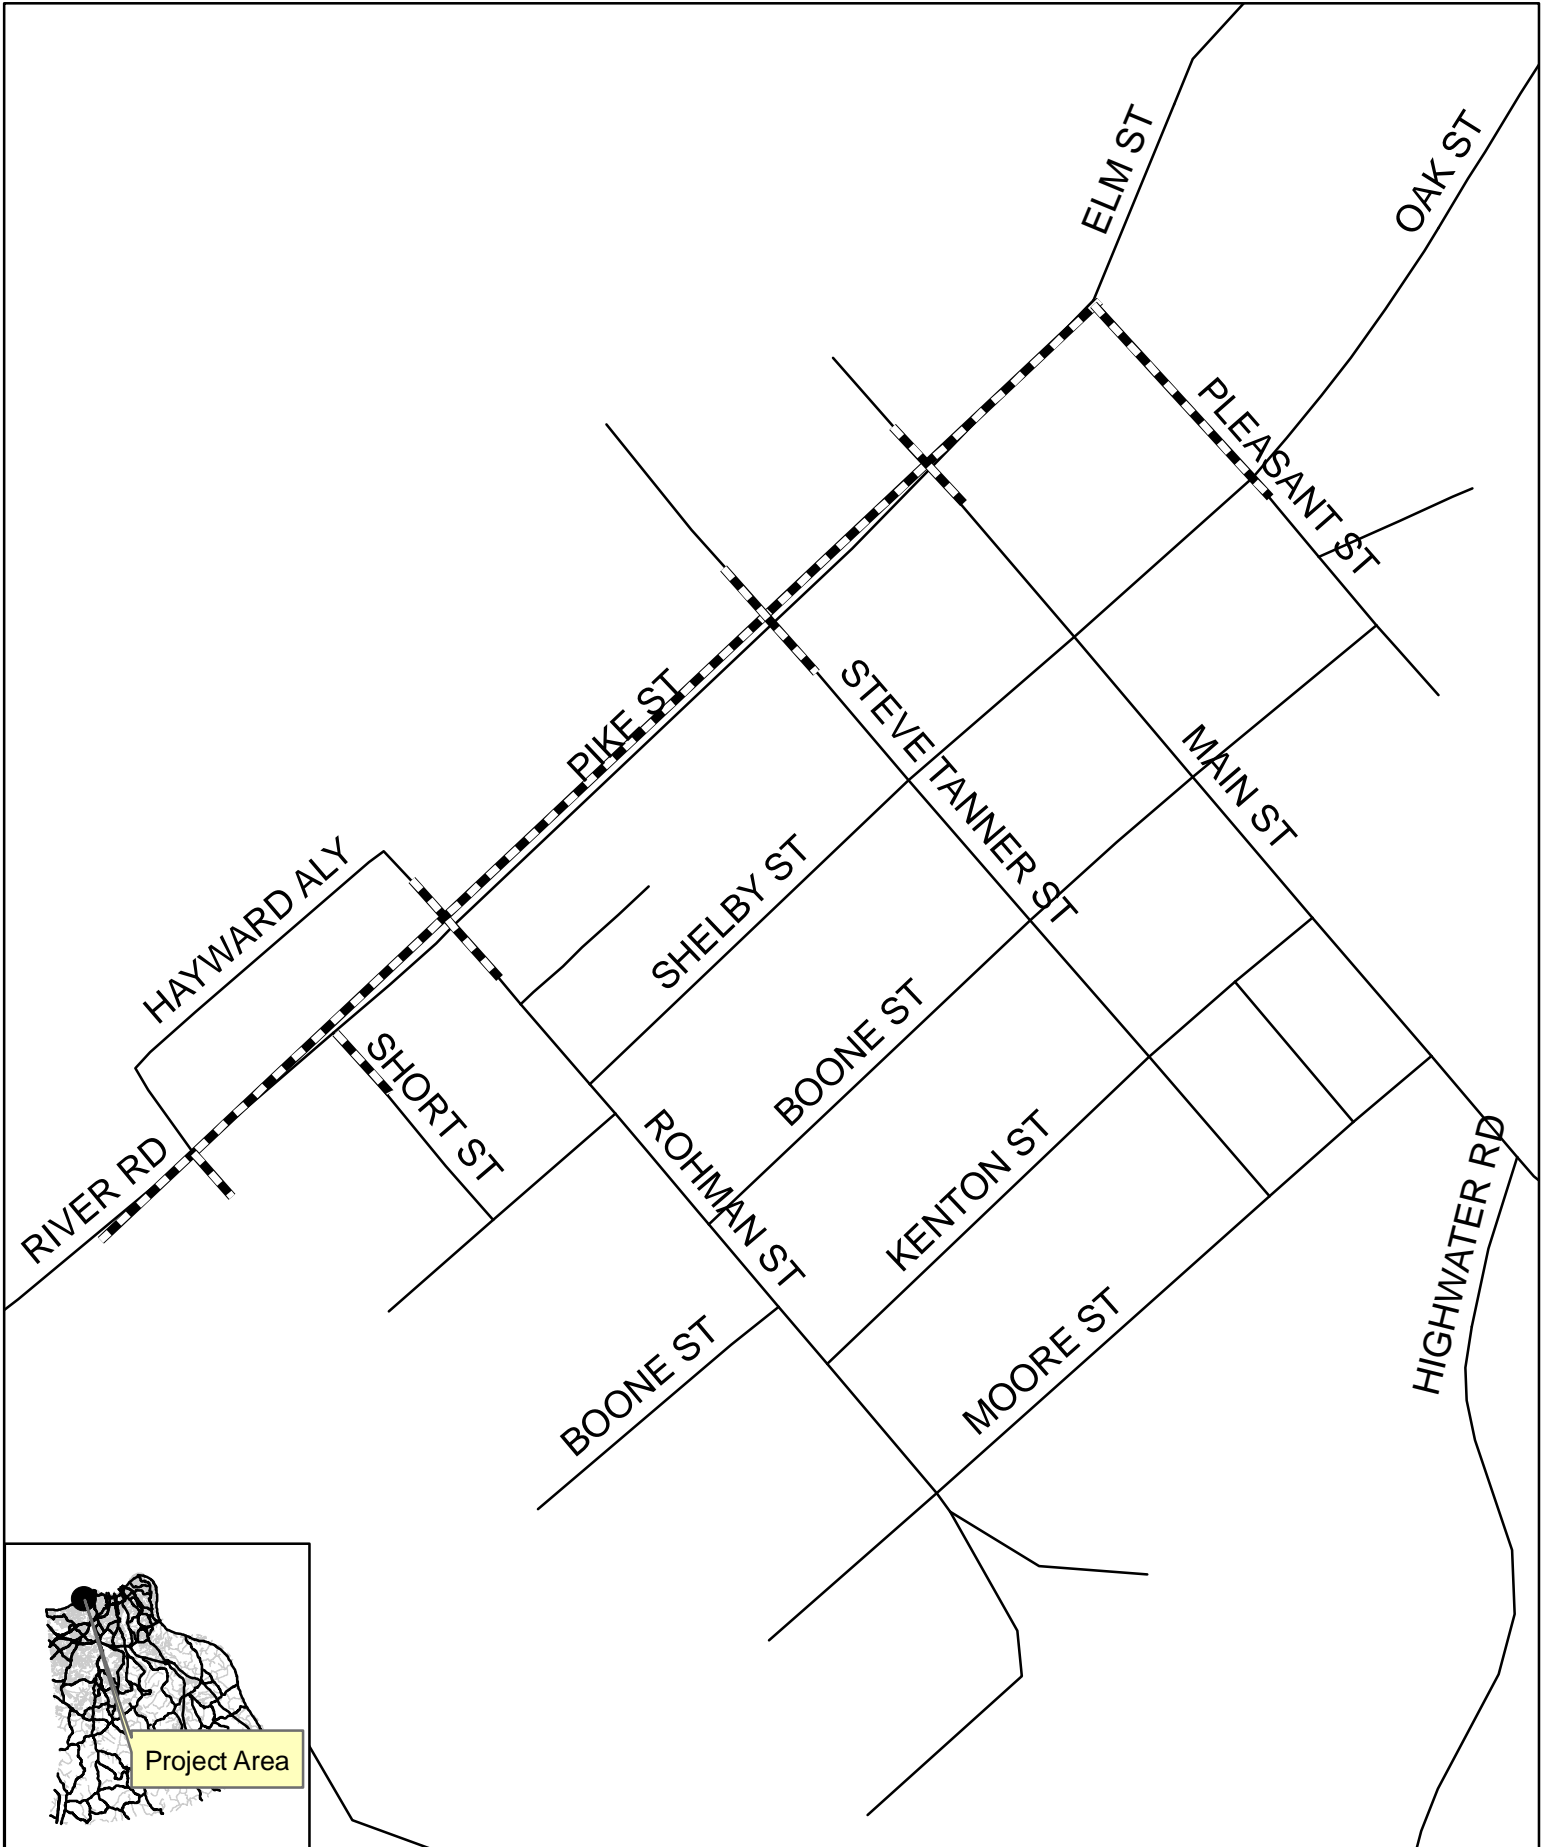 ELM ST
OAK ST
PLEASANT ST
PIKE ST
STEVE TANNER ST
MAIN ST
HAYWARD ALY
SHELBY ST
BOONE ST
SHORT ST
RIVER RD
ROHMAN ST
KENTON ST
HIGHWATER RD
MOORE ST
BOONE ST
Project Area